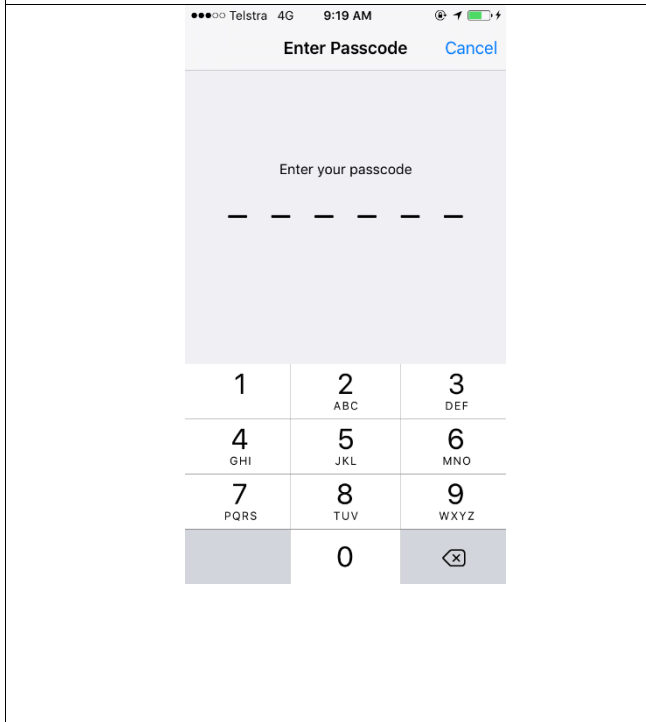 Telstra 4G 9:19 AM
Enter Passcode Cancel
Enter your passcode
1 2 3
ABC DEF
4 5 6
GHI JKL MNO
7 8 9
PQRS TUV WXYZ
0